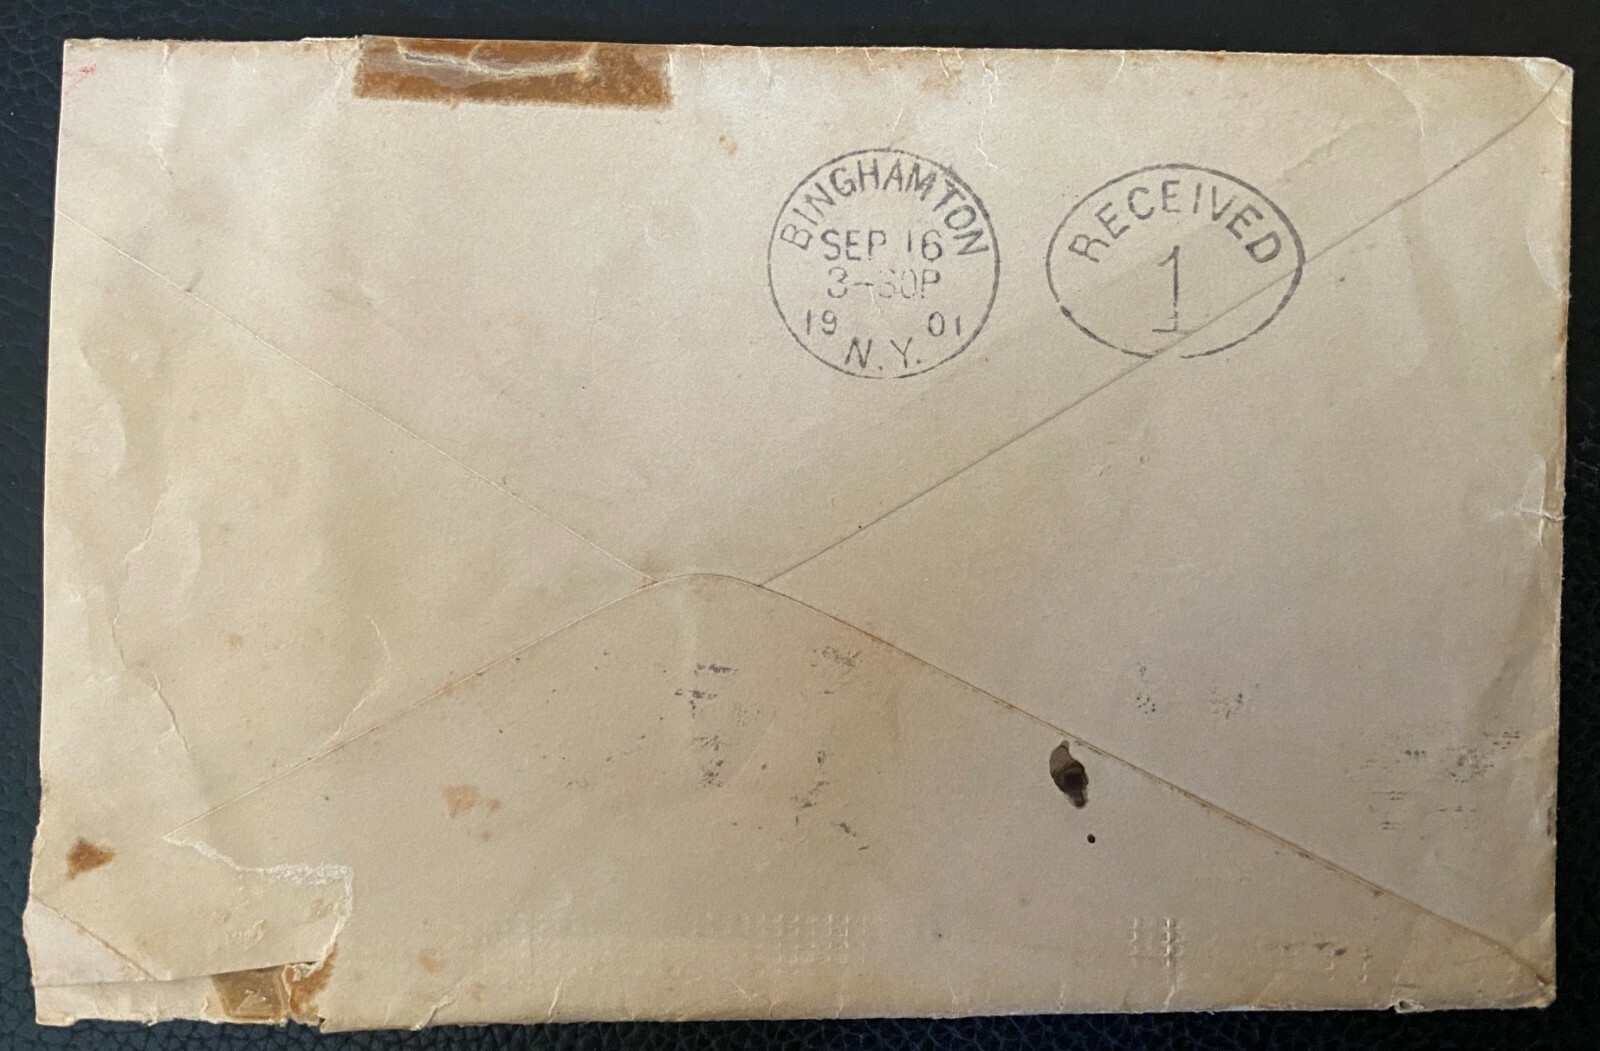 BINGHAMTON
SEP 16
3-30P
19 01
N.Y.
RECEIVED
1